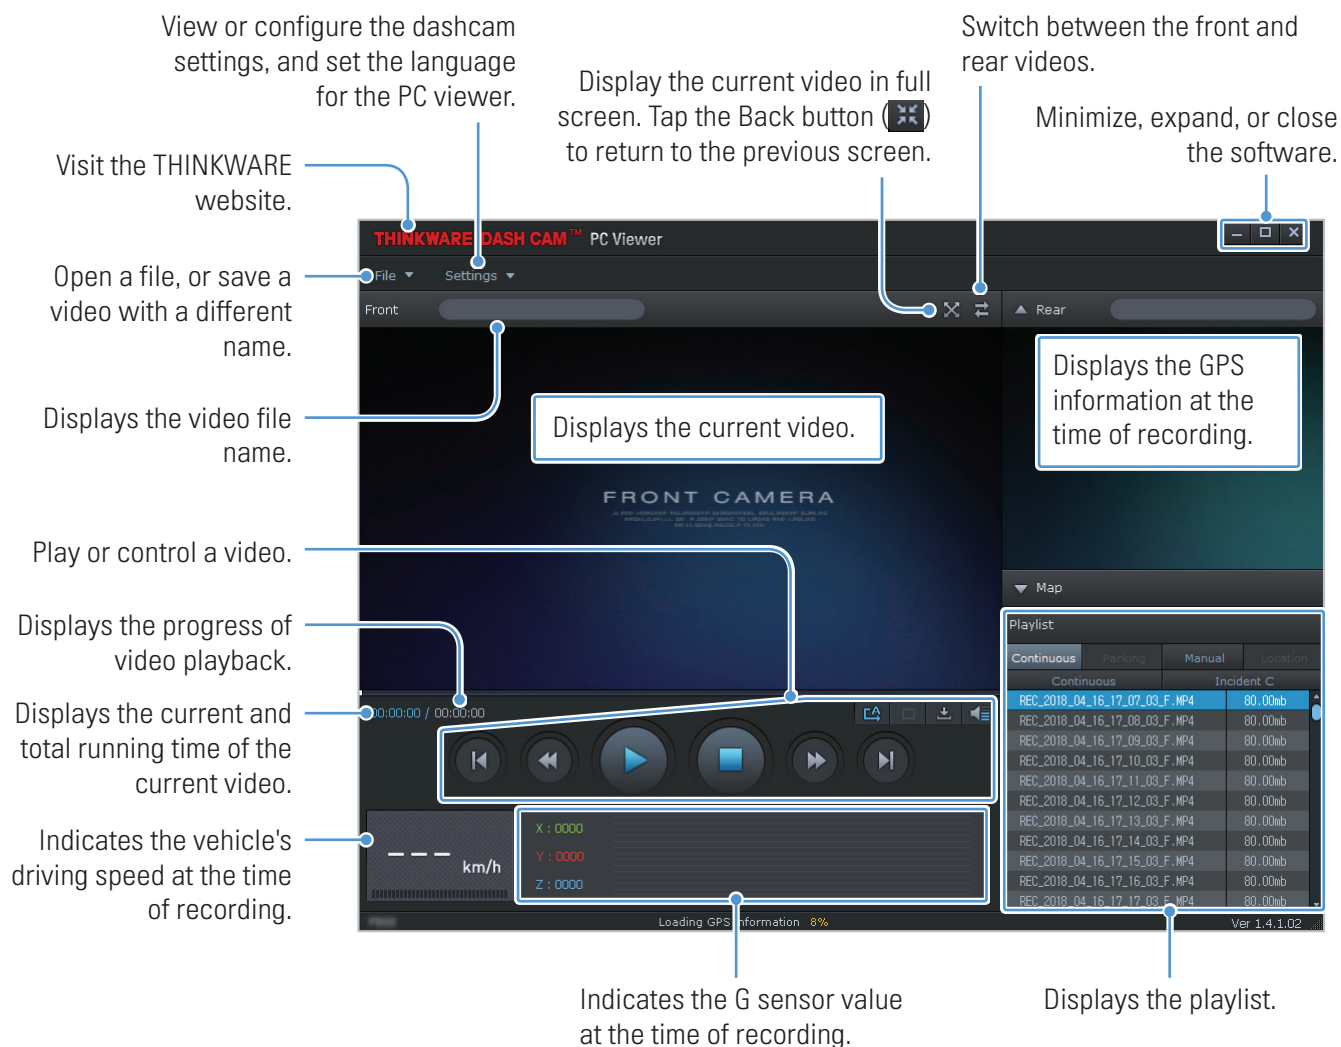 View or configure the dashcam
settings, and set the language
for the PC viewer.
Switch between the front and
rear videos.
Display the current video in full
screen. Tap the Back button ( )
to return to the previous screen.
Minimize, expand, or close
the software.
Visit the THINKWARE
website.
THINKWARE DASH CAM™ PC Viewer
Open a file, or save a
video with a different
name.
File Settings
Front
Rear
Displays the video file
name.
Displays the current video.
Displays the GPS
information at the
time of recording.
FRONT CAMERA
Play or control a video.
Map
Displays the progress of
video playback.
Playlist
Continuous Parking Manual Location
Continuous Incident C
Displays the current and
total running time of the
current video.
00:00:00 / 00:00:00
REC_2018_04_16_17_07_03_F.MP4 80.00mb
REC_2018_04_16_17_08_03_F.MP4 80.00mb
REC_2018_04_16_17_09_03_F.MP4 80.00mb
REC_2018_04_16_17_10_03_F.MP4 80.00mb
REC_2018_04_16_17_11_03_F.MP4 80.00mb
REC_2018_04_16_17_12_03_F.MP4 80.00mb
REC_2018_04_16_17_13_03_F.MP4 80.00mb
REC_2018_04_16_17_14_03_F.MP4 80.00mb
REC_2018_04_16_17_15_03_F.MP4 80.00mb
REC_2018_04_16_17_16_03_F.MP4 80.00mb
REC_2018_04_16_17_17_03_F.MP4 80.00mb
Indicates the vehicle's
driving speed at the time
of recording.
--- km/h
X : 0000
Y : 0000
Z : 0000
Loading GPS information 8%
Ver 1.4.1.02
Indicates the G sensor value
at the time of recording.
Displays the playlist.